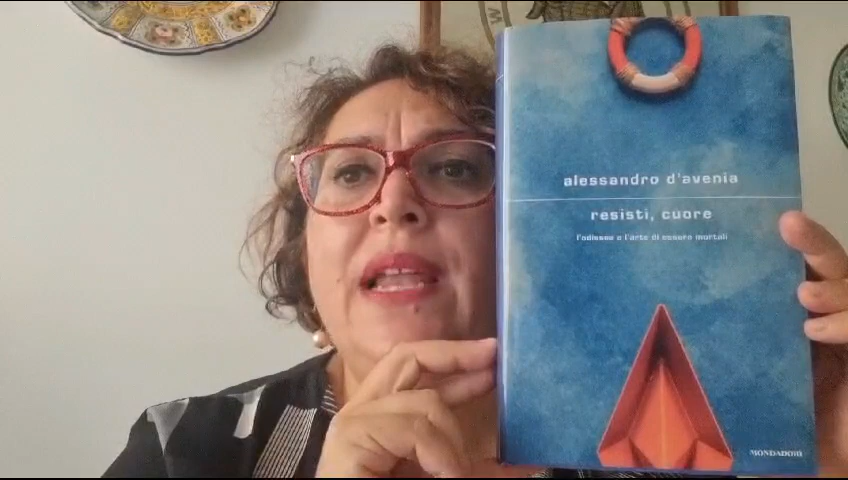 alessandro d'avenia
resisti, cuore
l'odissea e l'arte di essere mortali
MONDADORI